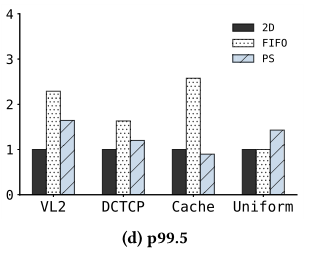 4
3
2
1
0
2D
FIFO
PS
VL2 DCTCP Cache Uniform
(d) p99.5